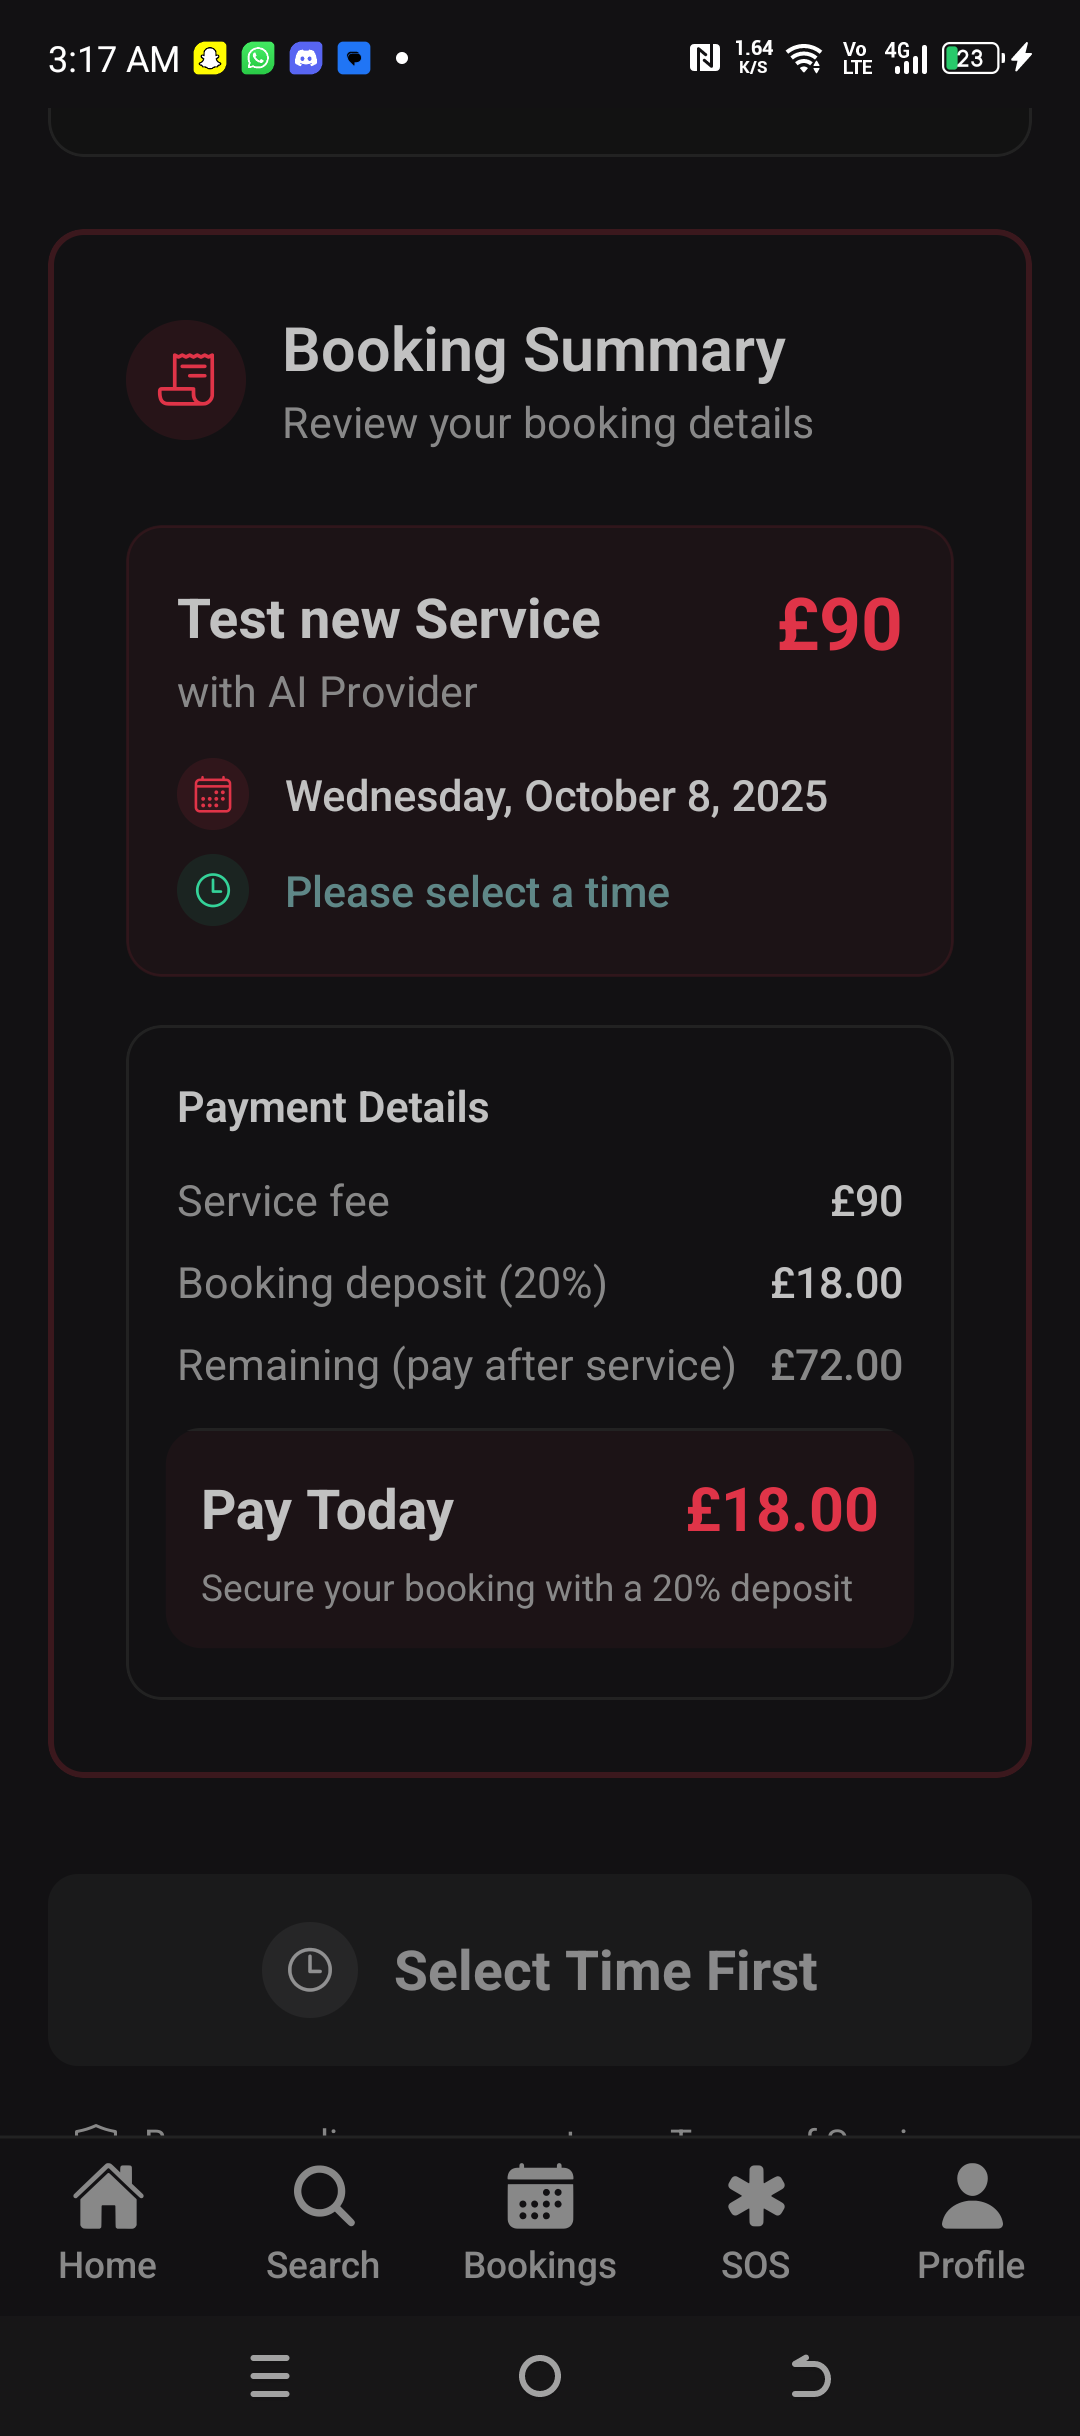 3:17 AM
1.64 K/S
Vo LTE
4G
23
Booking Summary
Review your booking details
Test new Service
£90
with AI Provider
Wednesday, October 8, 2025
Please select a time
Payment Details
Service fee £90
Booking deposit (20%) £18.00
Remaining (pay after service) £72.00
Pay Today £18.00
Secure your booking with a 20% deposit
Select Time First
Home Search Bookings SOS Profile